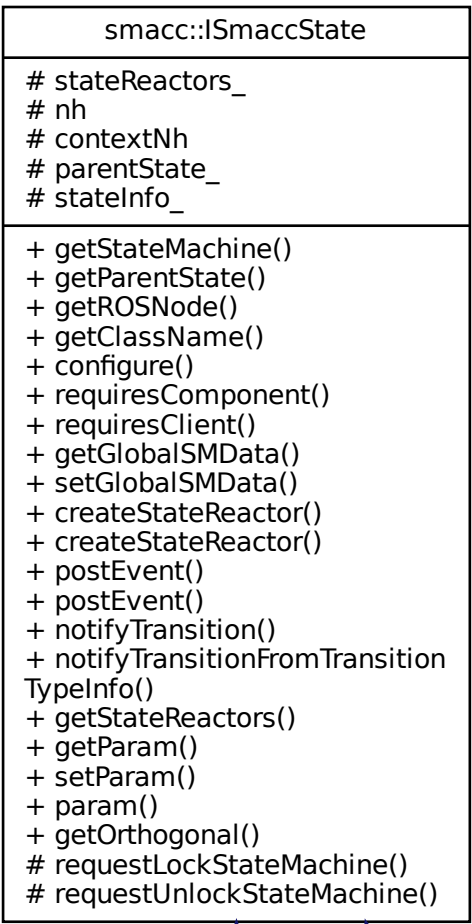 smacc::ISmaccState
# stateReactors_
# nh
# contextNh
# parentState_
# stateInfo_
+ getStateMachine()
+ getParentState()
+ getROSNode()
+ getClassName()
+ configure()
+ requiresComponent()
+ requiresClient()
+ getGlobalSMData()
+ setGlobalSMData()
+ createStateReactor()
+ createStateReactor()
+ postEvent()
+ postEvent()
+ notifyTransition()
+ notifyTransitionFromTransition
TypeInfo()
+ getStateReactors()
+ getParam()
+ setParam()
+ param()
+ getOrthogonal()
# requestLockStateMachine()
# requestUnlockStateMachine()